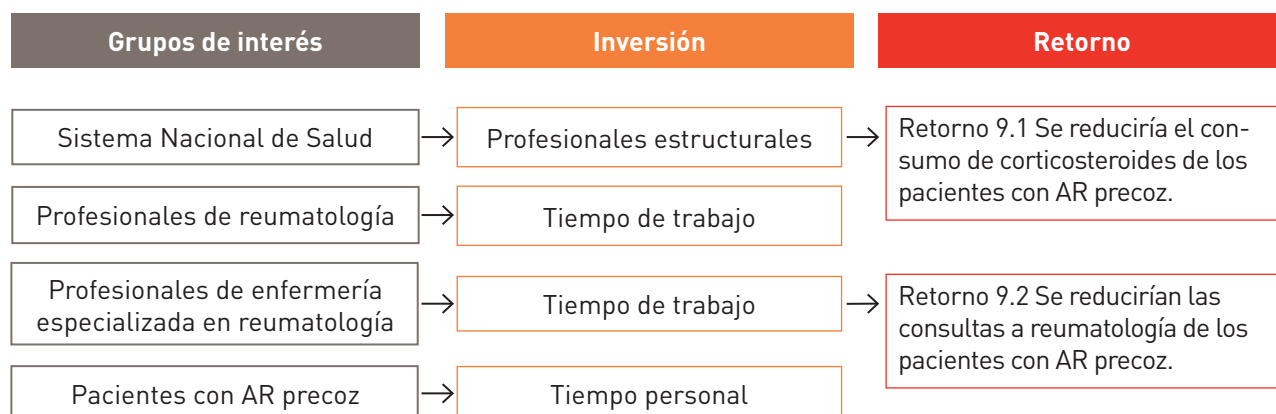 Grupos de interés
Inversión
Retorno
Sistema Nacional de Salud
Profesionales estructurales
Retorno 9.1 Se reduciría el con-
sumo de corticosteroides de los
pacientes con AR precoz.
Profesionales de reumatología
Tiempo de trabajo
Profesionales de enfermería
especializada en reumatología
Tiempo de trabajo
Retorno 9.2 Se reducirían las
consultas a reumatología de los
pacientes con AR precoz.
Pacientes con AR precoz
Tiempo personal